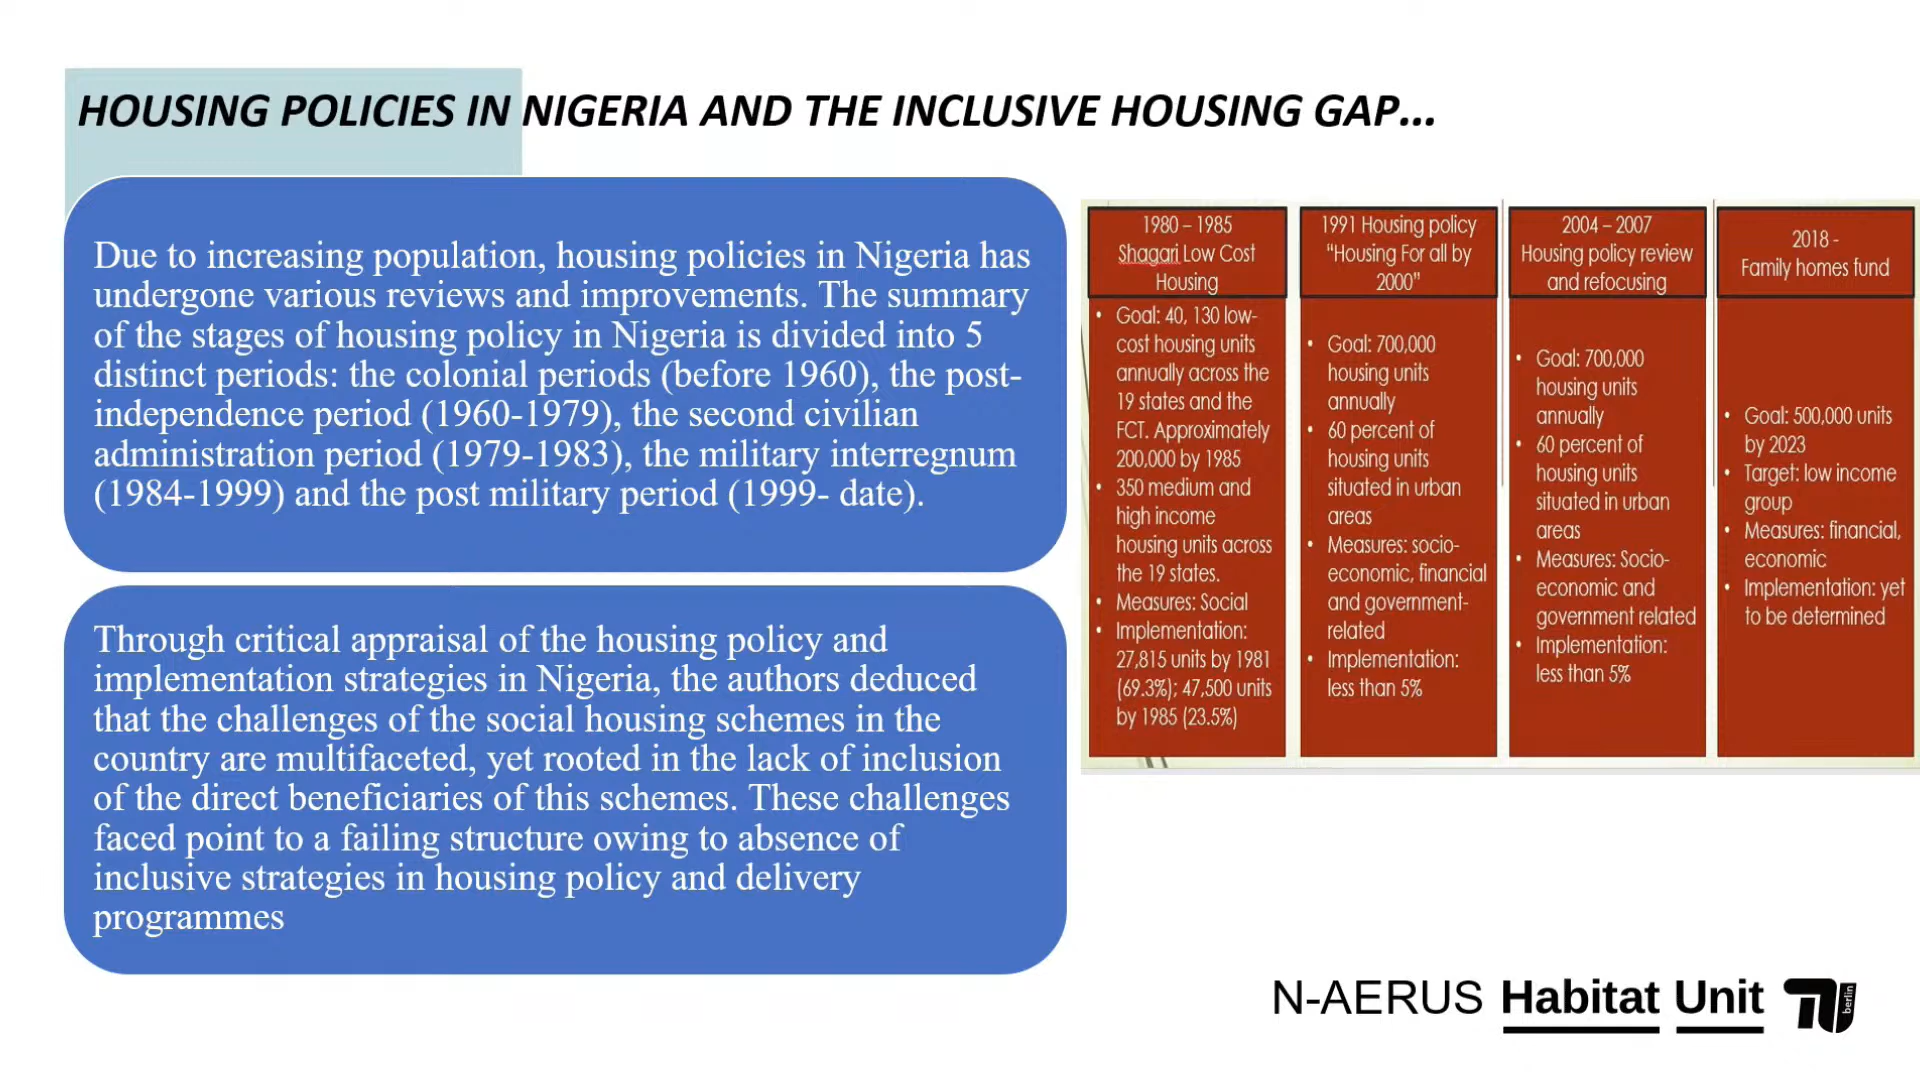 HOUSING POLICIES IN NIGERIA AND THE INCLUSIVE HOUSING GAP...
Due to increasing population, housing policies in Nigeria has
undergone various reviews and improvements. The summary
of the stages of housing policy in Nigeria is divided into 5
distinct periods: the colonial periods (before 1960), the post-
independence period (1960-1979), the second civilian
administration period (1979-1983), the military interregnum
(1984-1999) and the post military period (1999- date).
Through critical appraisal of the housing policy and
implementation strategies in Nigeria, the authors deduced
that the challenges of the social housing schemes in the
country are multifaceted, yet rooted in the lack of inclusion
of the direct beneficiaries of this schemes. These challenges
faced point to a failing structure owing to absence of
inclusive strategies in housing policy and delivery
programmes
1980 – 1985
Shagari Low Cost
Housing
• Goal: 40, 130 low-
cost housing units
annually across the
19 states and the
FCT. Approximately
200,000 by 1985
• 350 medium and
high income
housing units across
the 19 states.
• Measures: Social
• Implementation:
27,815 units by 1981
(69.3%); 47,500 units
by 1985 (23.5%)
1991 Housing policy
“Housing For all by
2000”
• Goal: 700,000
housing units
annually
• 60 percent of
housing units
situated in urban
areas
• Measures: socio-
economic, financial
and government-
related
• Implementation:
less than 5%
2004 – 2007
Housing policy review
and refocusing
• Goal: 700,000
housing units
annually
• 60 percent of
housing units
situated in urban
areas
• Measures: Socio-
economic and
government related
• Implementation:
less than 5%
2018 -
Family homes fund
• Goal: 500,000 units
by 2023
• Target: low income
group
• Measures: financial,
economic
• Implementation: yet
to be determined
N-AERUS Habitat Unit
berlin